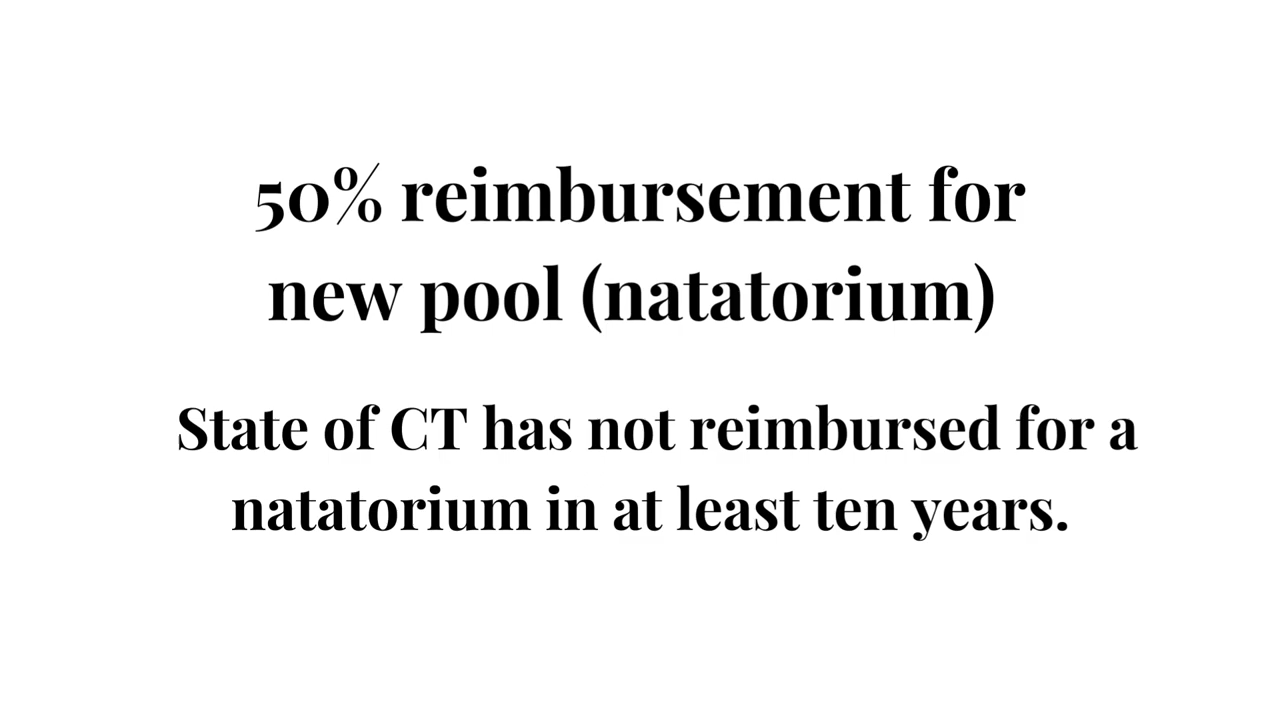 50% reimbursement for
new pool (natatorium)
State of CT has not reimbursed for a
natatorium in at least ten years.